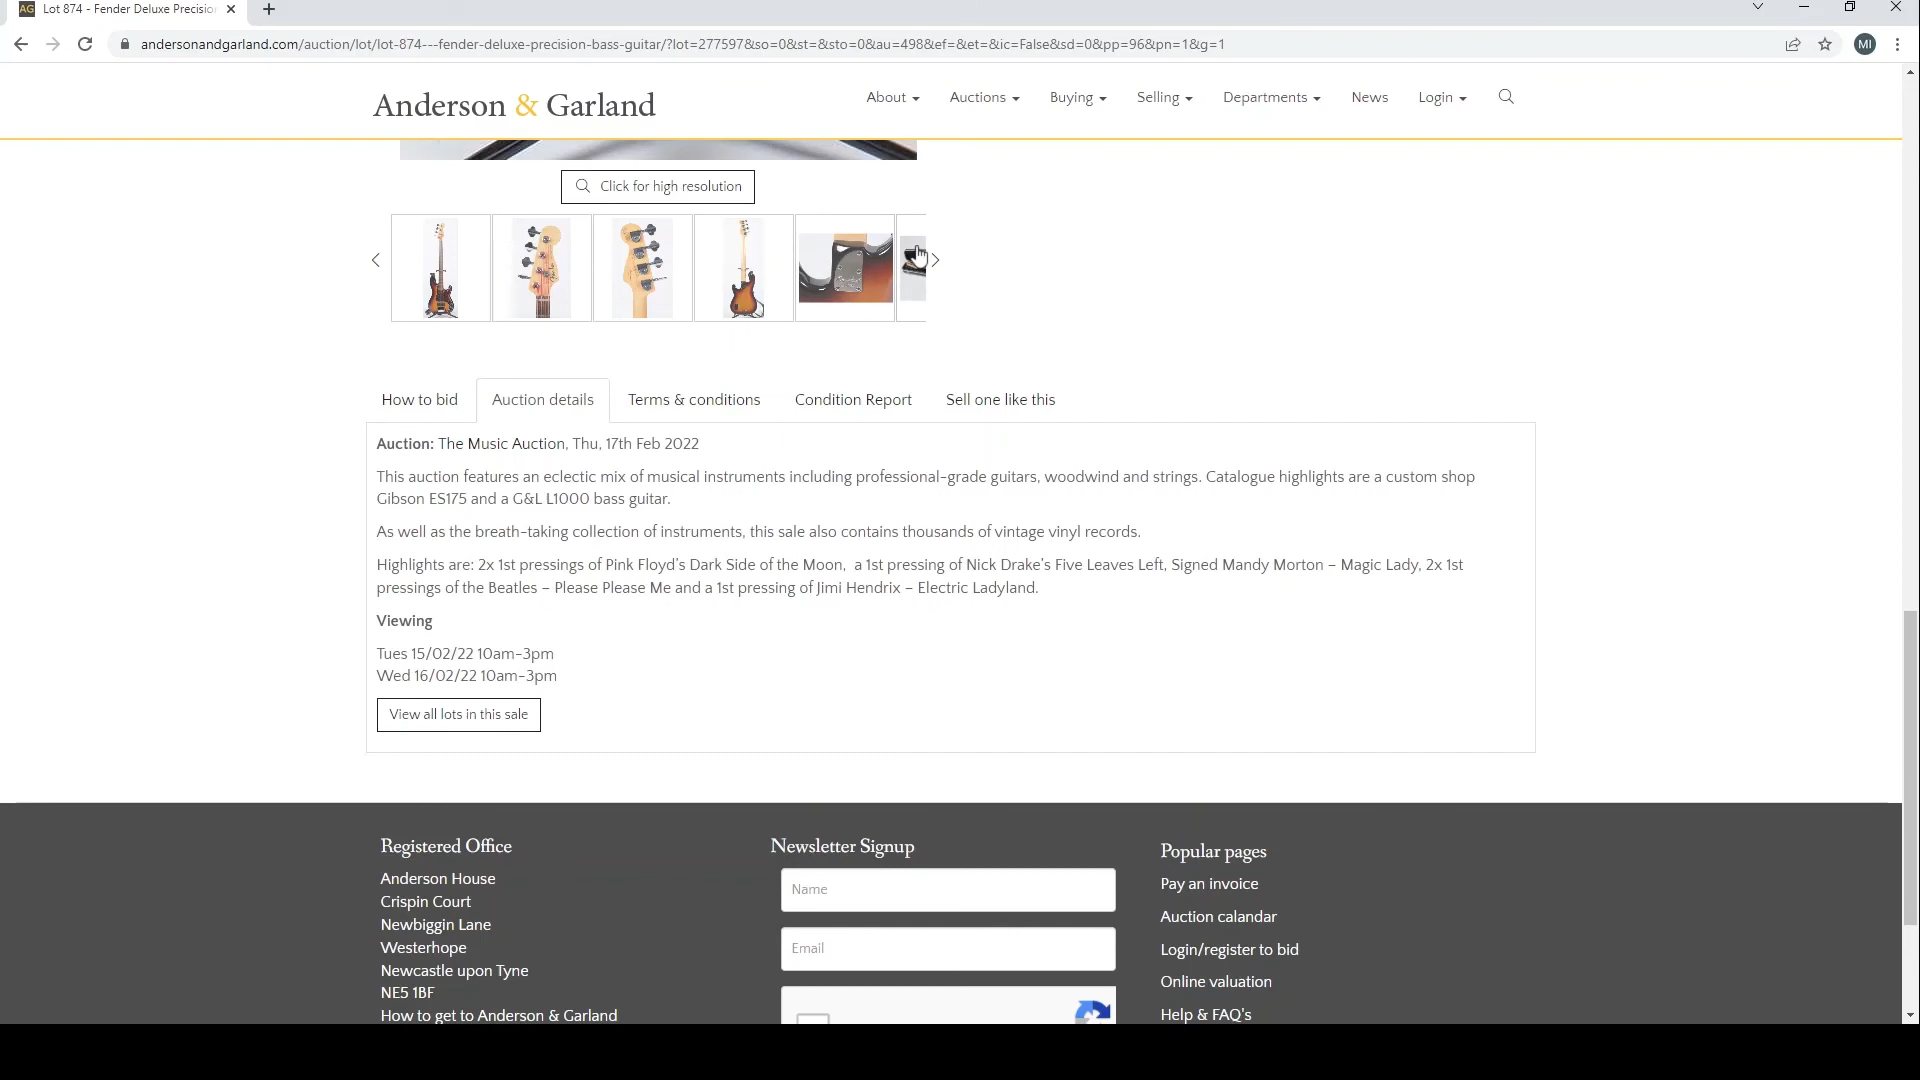 AG Lot 874 - Fender Deluxe Precision
andersonandgarland.com/auction/lot/lot-874---fender-deluxe-precision-bass-guitar/?lot=277597&so=0&st=&sto=0&au=498&ef=&et=&ic=False&sd=0&pp=96&pn=1&g=1
MI
Anderson & Garland
About
Auctions
Buying
Selling
Departments
News
Login
Click for high resolution
How to bid
Auction details
Terms & conditions
Condition Report
Sell one like this
Auction: The Music Auction, Thu, 17th Feb 2022
This auction features an eclectic mix of musical instruments including professional-grade guitars, woodwind and strings. Catalogue highlights are a custom shop
Gibson ES175 and a G&L L1000 bass guitar.
As well as the breath-taking collection of instruments, this sale also contains thousands of vintage vinyl records.
Highlights are: 2x 1st pressings of Pink Floyd's Dark Side of the Moon, a 1st pressing of Nick Drake's Five Leaves Left, Signed Mandy Morton – Magic Lady, 2x 1st
pressings of the Beatles – Please Please Me and a 1st pressing of Jimi Hendrix – Electric Ladyland.
Viewing
Tues 15/02/22 10am-3pm
Wed 16/02/22 10am-3pm
View all lots in this sale
Registered Office
Anderson House
Crispin Court
Newbiggin Lane
Westerhope
Newcastle upon Tyne
NE5 1BF
How to get to Anderson & Garland
Newsletter Signup
Name
Email
Popular pages
Pay an invoice
Auction calandar
Login/register to bid
Online valuation
Help & FAQ's